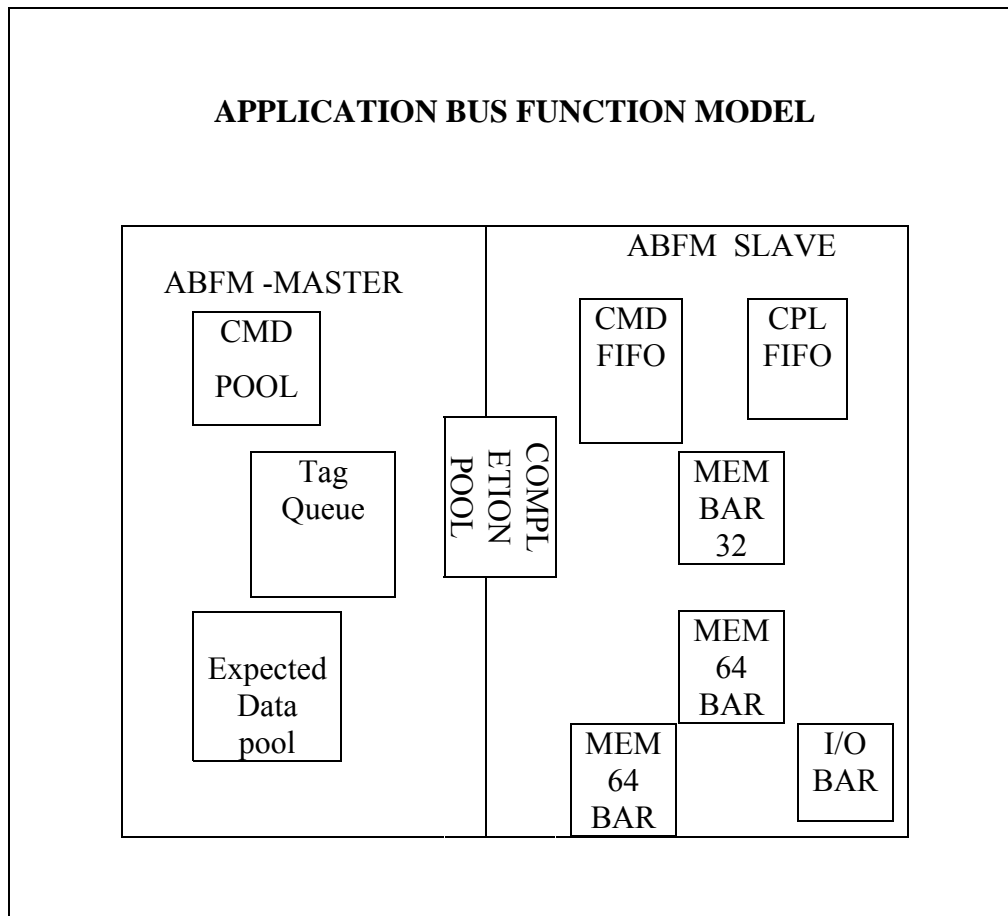 APPLICATION BUS FUNCTION MODEL
ABFM -MASTER
CMD
POOL
Tag
Queue
Expected
Data
pool
COMPL
ETION
POOL
ABFM SLAVE
CMD
FIFO
CPL
FIFO
MEM
BAR
32
MEM
64
BAR
MEM
64
BAR
I/O
BAR